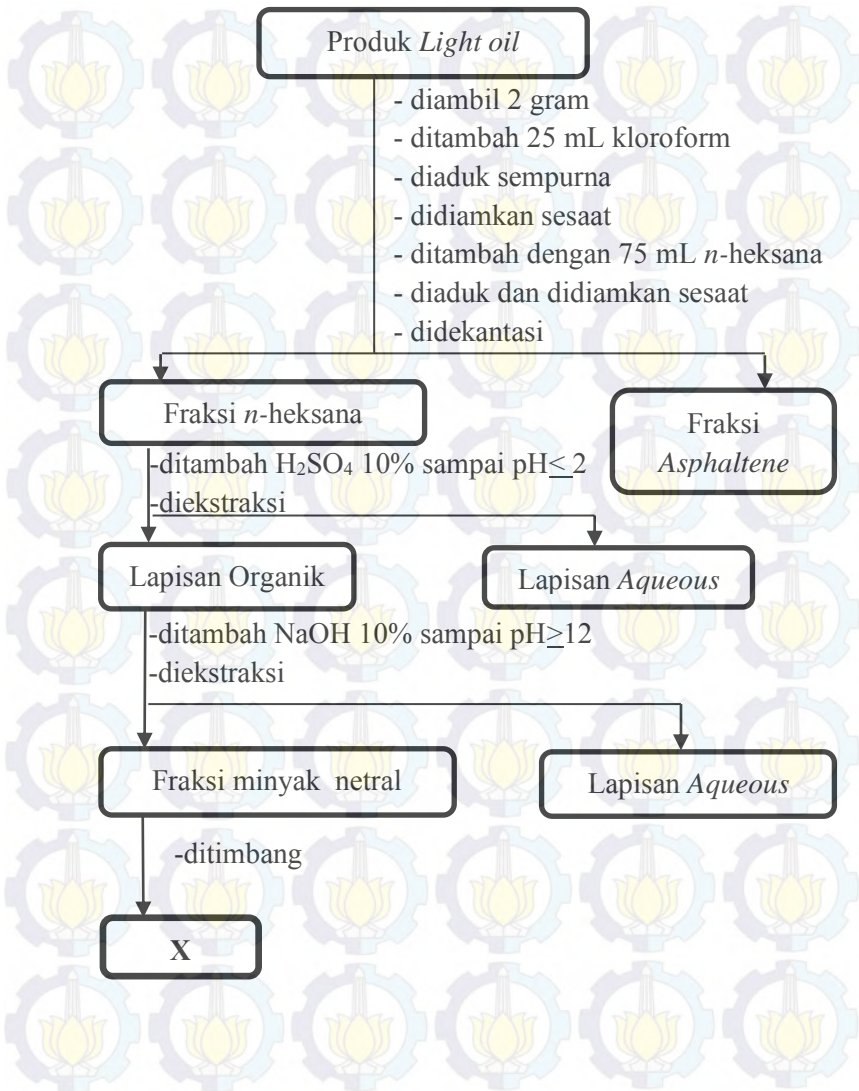 Produk Light oil
- diambil 2 gram
- ditambah 25 mL kloroform
- diaduk sempurna
- didiamkan sesaat
- ditambah dengan 75 mL n-heksana
- diaduk dan didiamkan sesaat
- didekantasi
Fraksi n-heksana
Fraksi
Asphaltene
-ditambah H₂SO₄ 10% sampai pH≤ 2
-diekstraksi
Lapisan Organik
Lapisan Aqueous
-ditambah NaOH 10% sampai pH≥12
-diekstraksi
Fraksi minyak netral
Lapisan Aqueous
-ditimbang
X